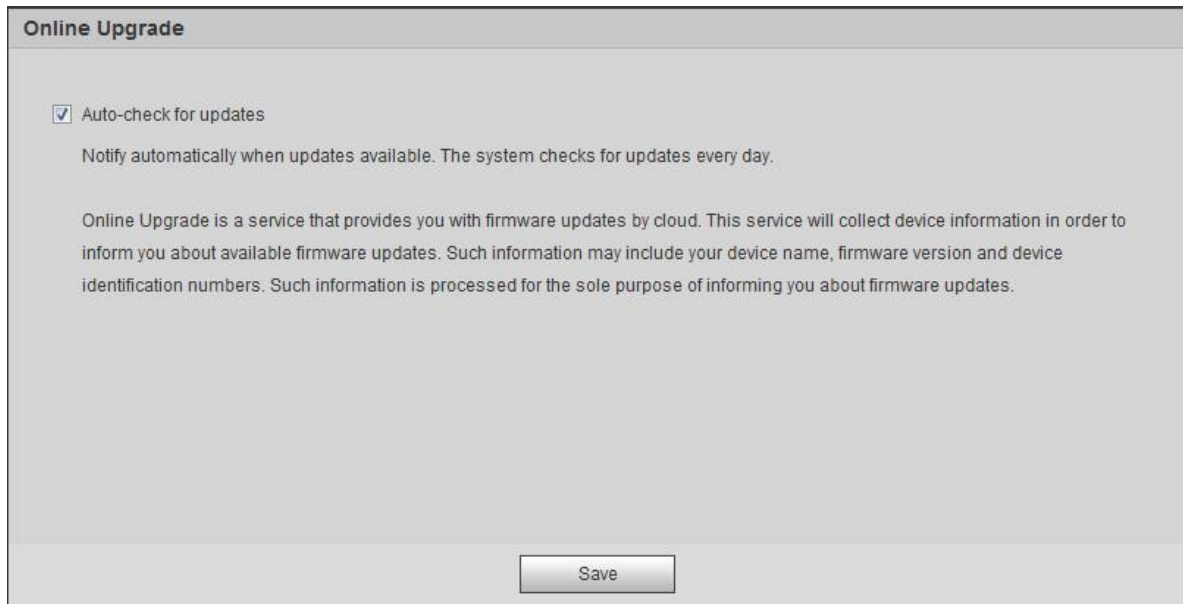 Online Upgrade
Auto-check for updates
Notify automatically when updates available. The system checks for updates every day.
Online Upgrade is a service that provides you with firmware updates by cloud. This service will collect device information in order to
inform you about available firmware updates. Such information may include your device name, firmware version and device
identification numbers. Such information is processed for the sole purpose of informing you about firmware updates.
Save